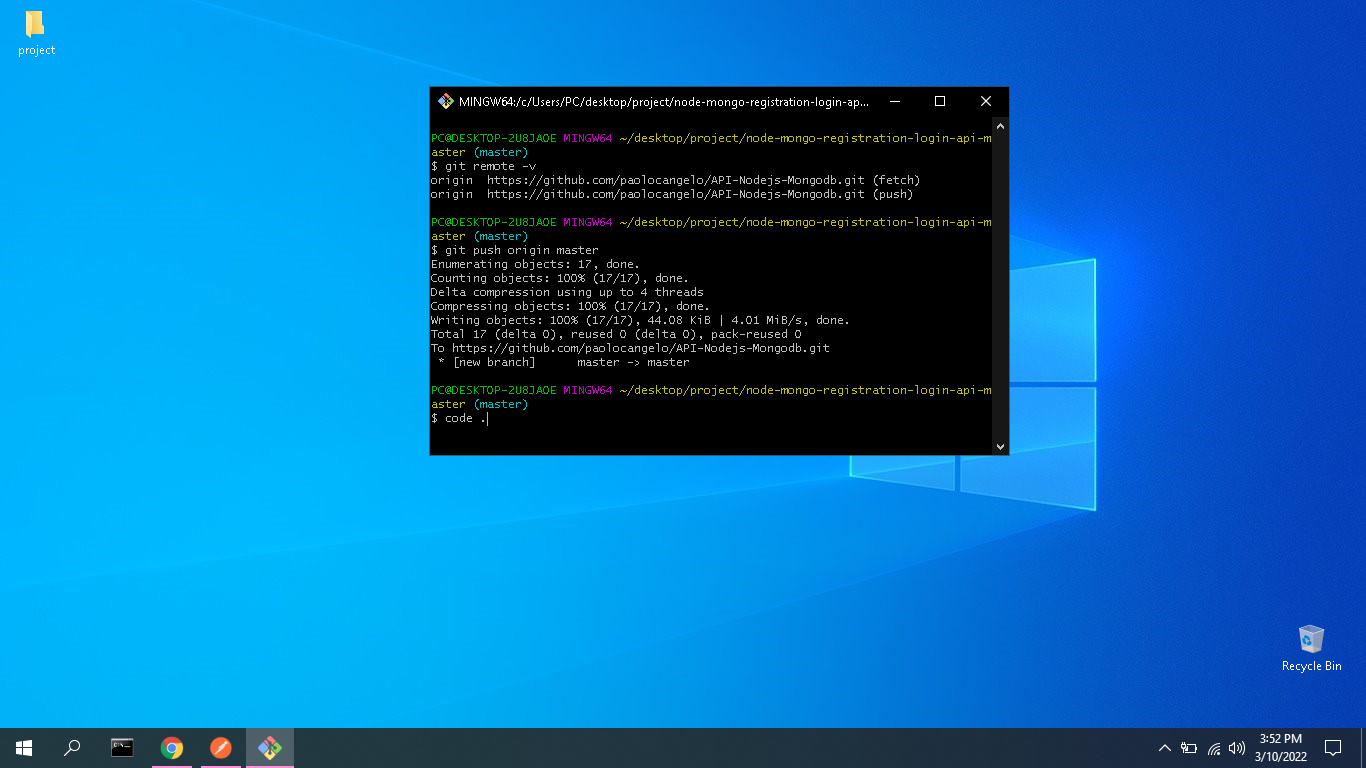 project
MINGW64:/c/Users/PC/desktop/project/node-mongo-registration-login-ap...
PC@DESKTOP-2U8JAOE MINGW64 ~/desktop/project/node-mongo-registration-login-api-m
aster (master)
$ git remote -v
origin  https://github.com/paolocangelo/API-Nodejs-Mongodb.git (fetch)
origin  https://github.com/paolocangelo/API-Nodejs-Mongodb.git (push)
PC@DESKTOP-2U8JAOE MINGW64 ~/desktop/project/node-mongo-registration-login-api-m
aster (master)
$ git push origin master
Enumerating objects: 17, done.
Counting objects: 100% (17/17), done.
Delta compression using up to 4 threads
Compressing objects: 100% (17/17), done.
Writing objects: 100% (17/17), 44.08 KiB | 4.01 MiB/s, done.
Total 17 (delta 0), reused 0 (delta 0), pack-reused 0
To https://github.com/paolocangelo/API-Nodejs-Mongodb.git
 * [new branch]      master -> master
PC@DESKTOP-2U8JAOE MINGW64 ~/desktop/project/node-mongo-registration-login-api-m
aster (master)
$ code .
Recycle Bin
3:52 PM
3/10/2022